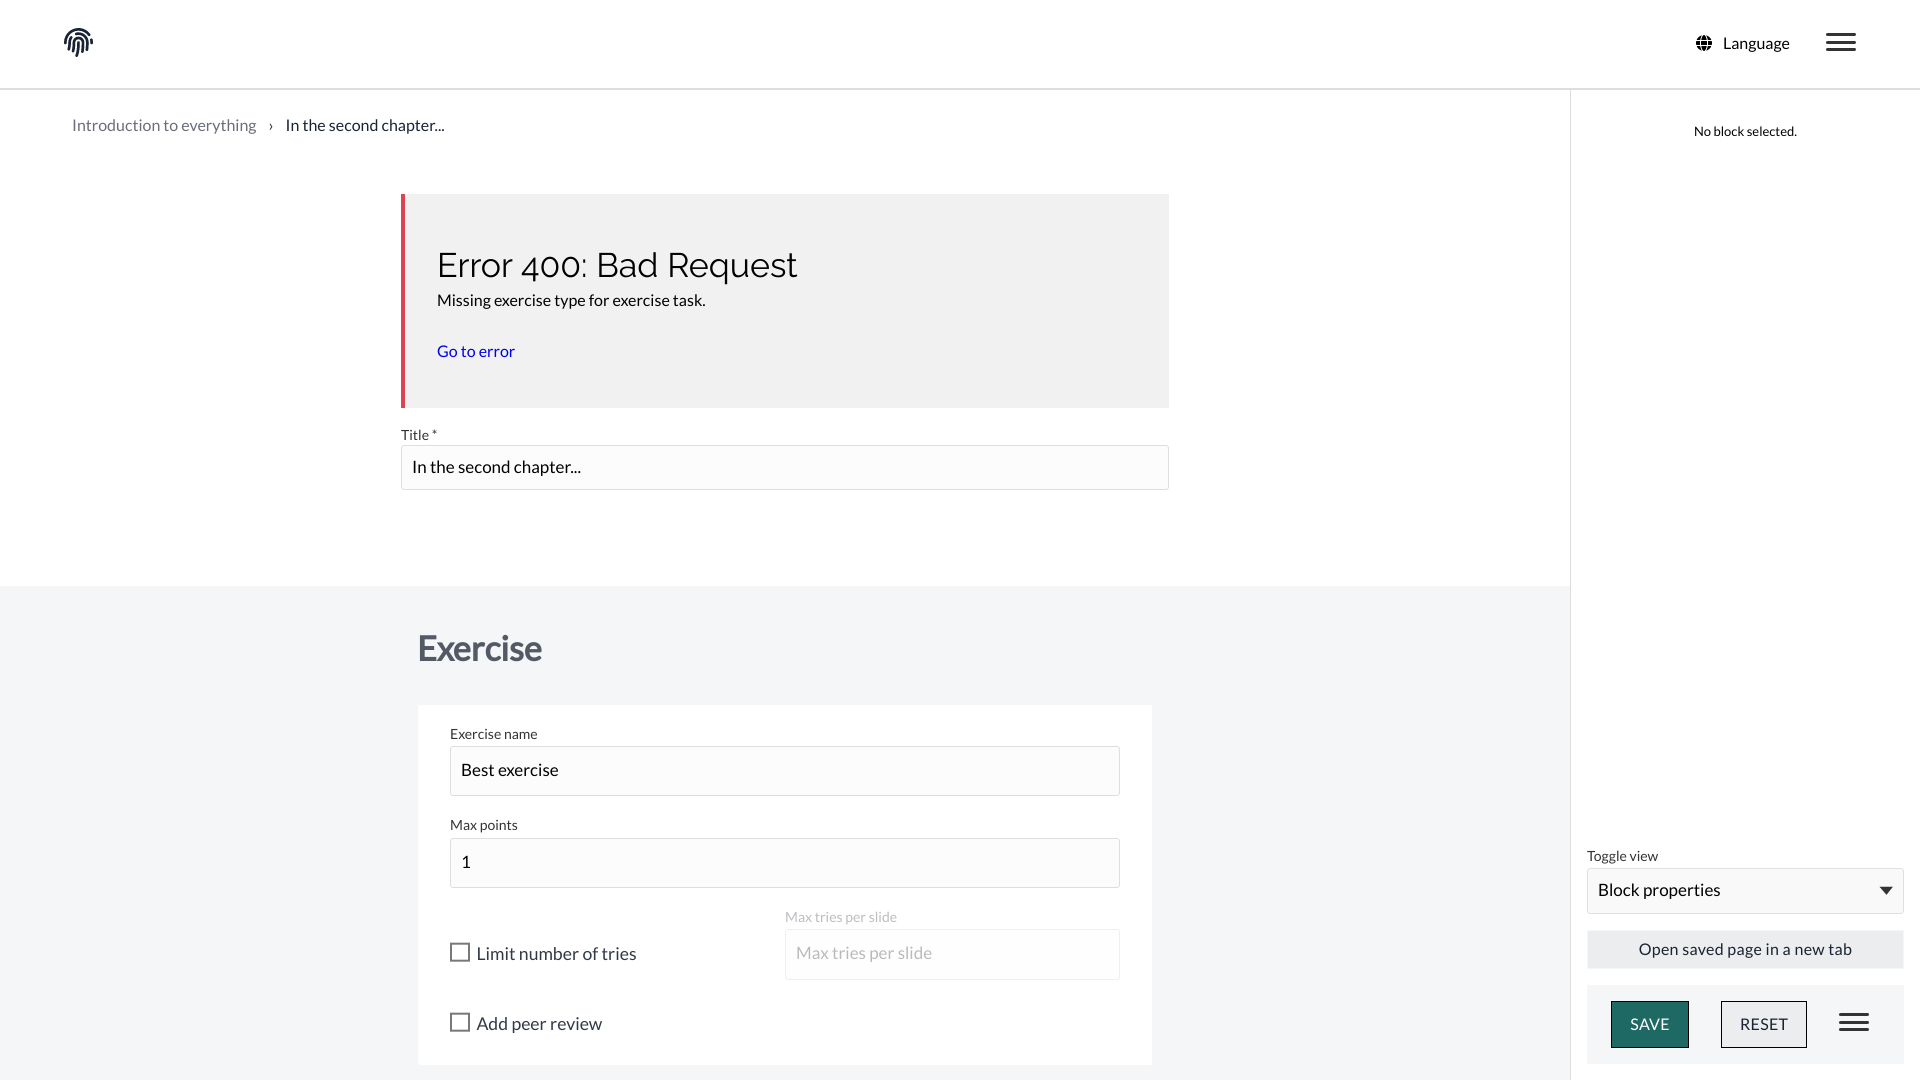 Language
Introduction to everything › In the second chapter...
No block selected.
Error 400: Bad Request
Missing exercise type for exercise task.
Go to error
Title *
In the second chapter...
Exercise
Exercise name
Best exercise
Max points
1
Max tries per slide
Limit number of tries
Max tries per slide
Add peer review
Toggle view
Block properties
Open saved page in a new tab
SAVE
RESET